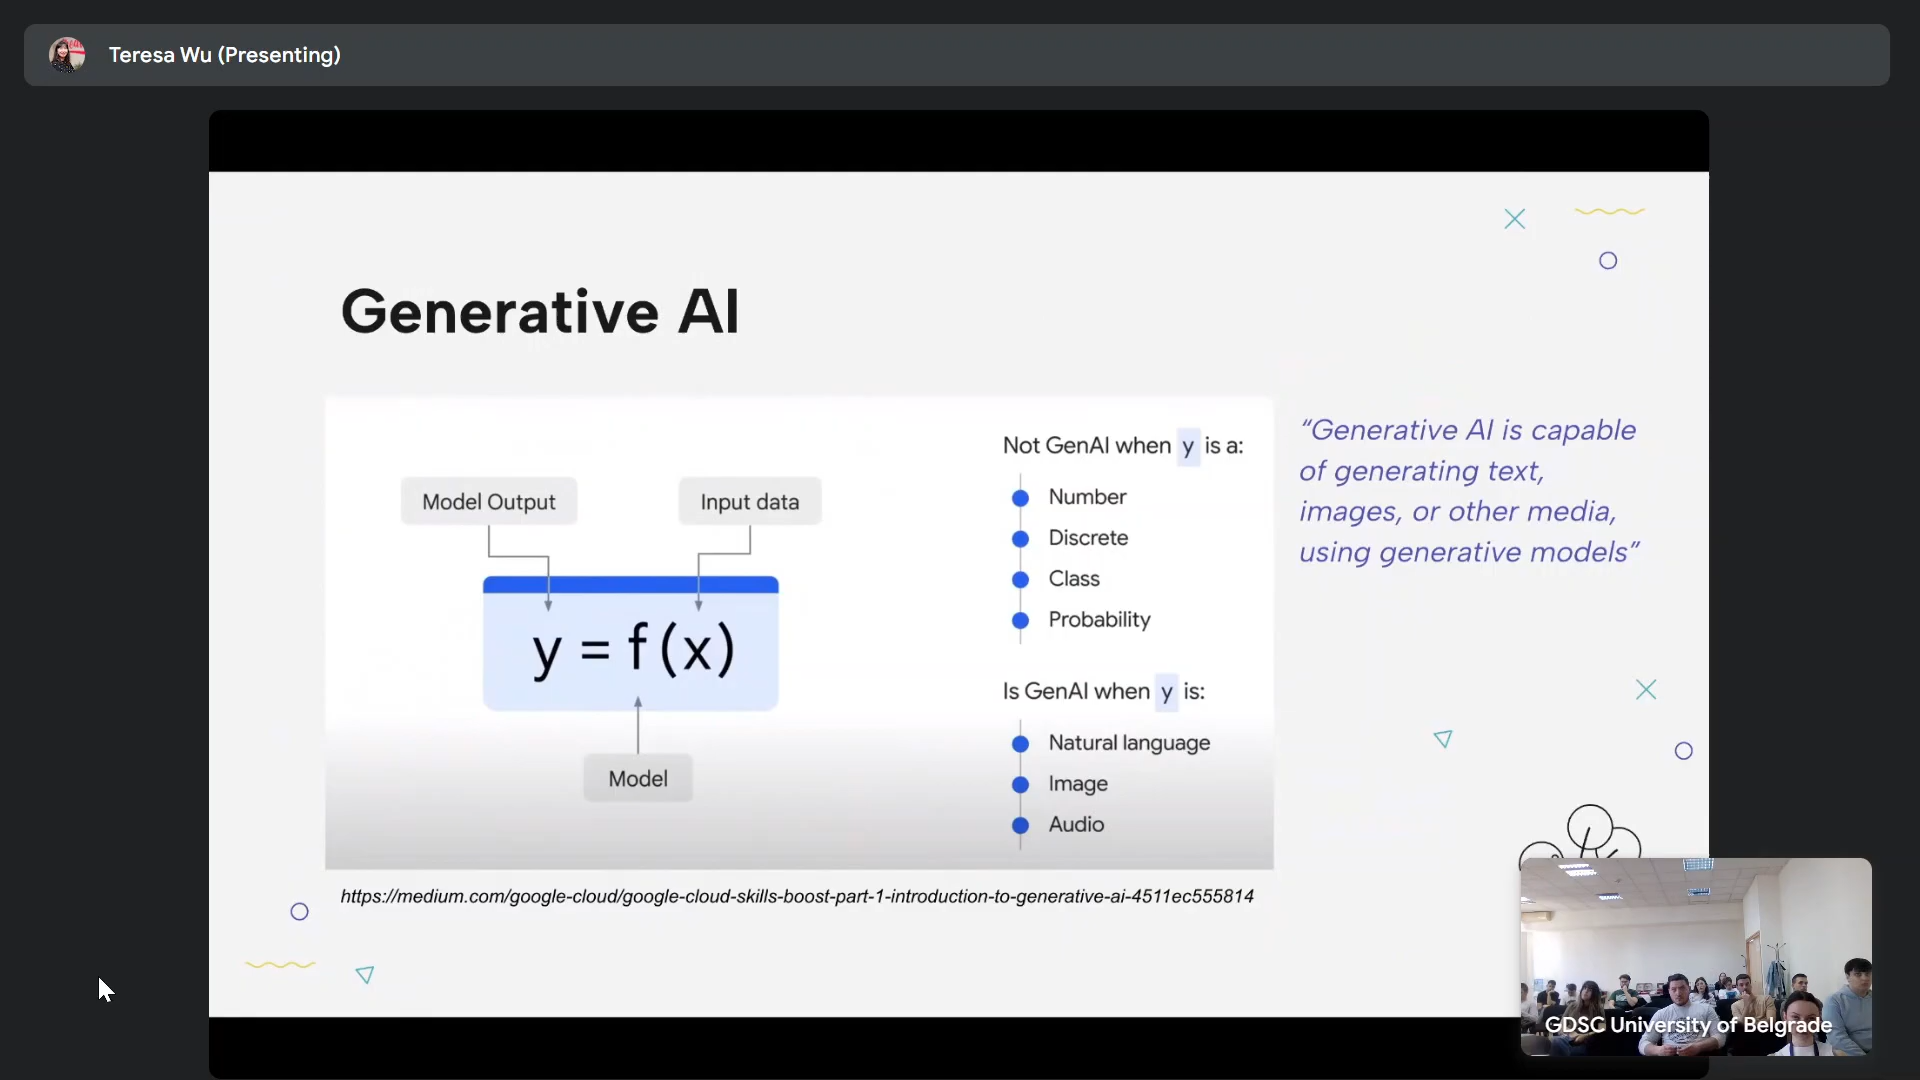 Teresa Wu (Presenting)
Generative AI
Model Output
Input data
y = f(x)
Model
Not GenAI when y is a:
Number
Discrete
Class
Probability
Is GenAI when y is:
Natural language
Image
Audio
“Generative AI is capable
of generating text,
images, or other media,
using generative models”
https://medium.com/google-cloud/google-cloud-skills-boost-part-1-introduction-to-generative-ai-4511ec555814
GDSC University of Belgrade